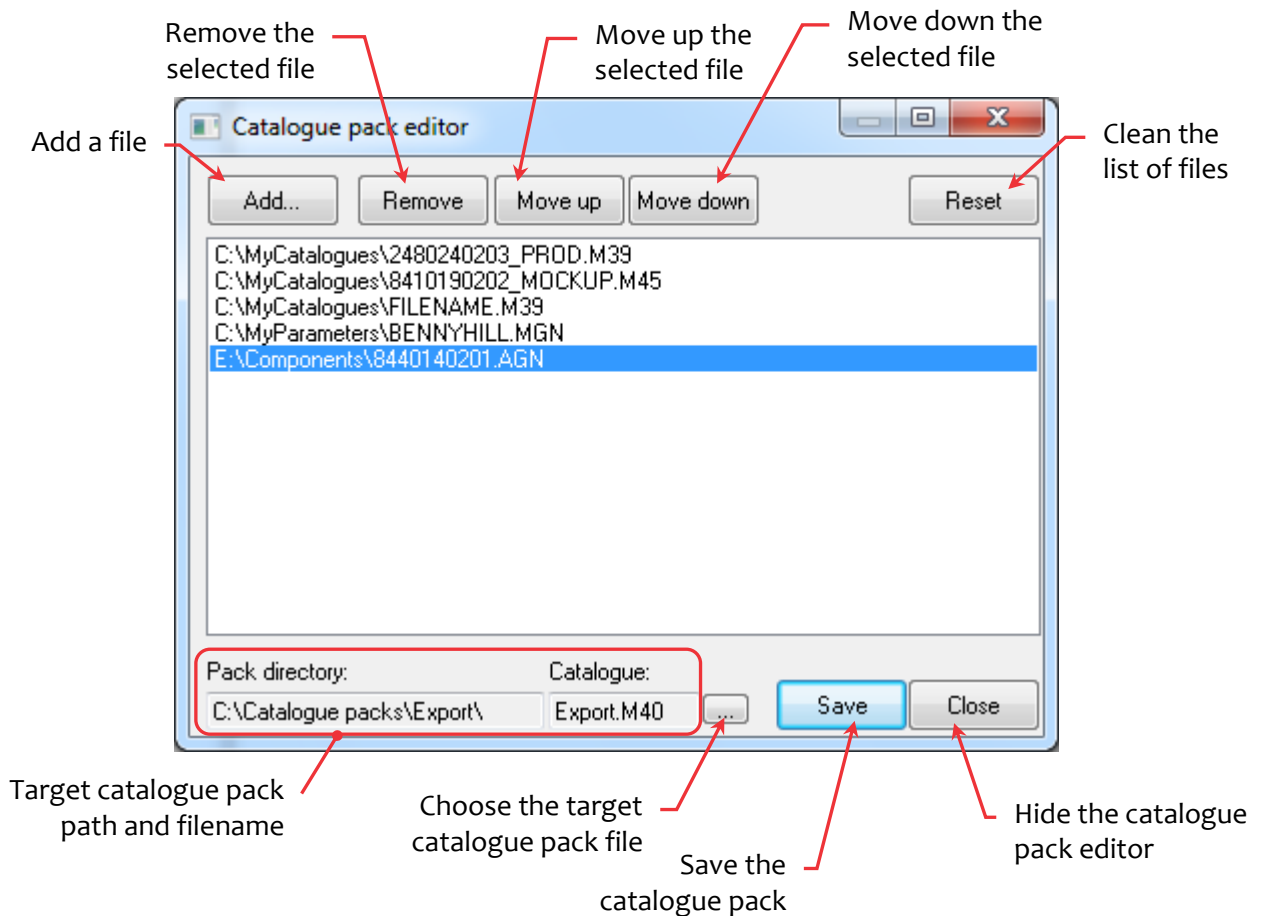 Remove the
selected file
Move up the
selected file
Move down the
selected file
Add a file
Clean the
list of files
Catalogue pack editor
Add...
Remove
Move up
Move down
Reset
C:\MyCatalogues\2480240203_PROD.M39
C:\MyCatalogues\8410190202_MOCKUP.M45
C:\MyCatalogues\FILENAME.M39
C:\MyParameters\BENNYHILL.MGN
E:\Components\8440140201.AGN
Pack directory:
Catalogue:
C:\Catalogue packs\Export\
Export.M40
...
Save
Close
Target catalogue pack
path and filename
Choose the target
catalogue pack file
Save the
catalogue pack
Hide the catalogue
pack editor